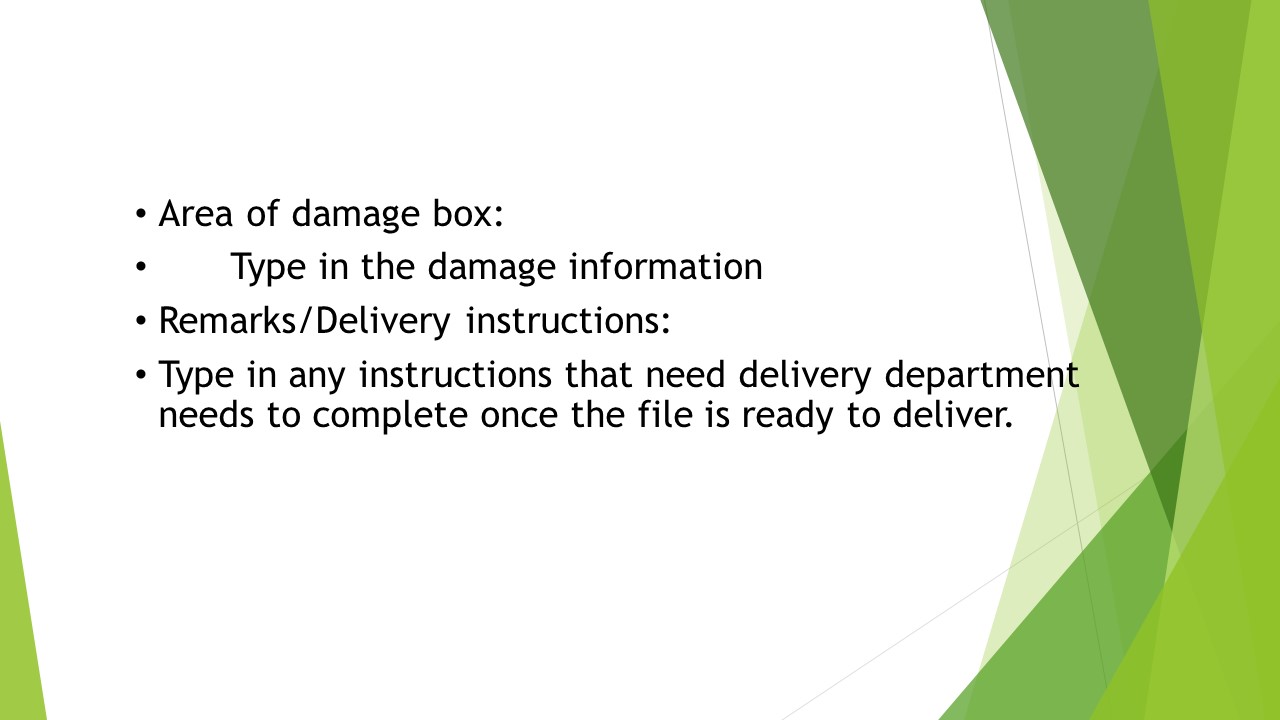 • Area of damage box:
• Type in the damage information
• Remarks/Delivery instructions:
• Type in any instructions that need delivery department
needs to complete once the file is ready to deliver.